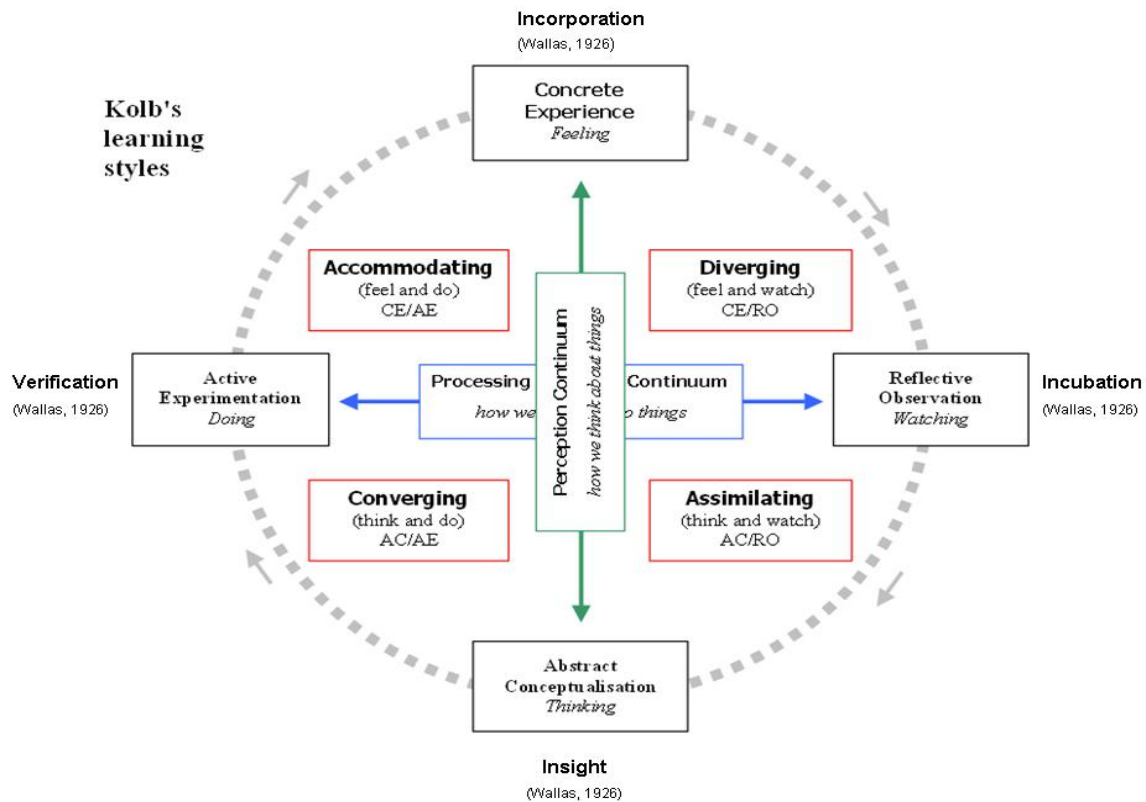 Incorporation
(Wallas, 1926)
Kolb's
learning
styles
Concrete
Experience
Feeling
Accommodating
(feel and do)
CE/AE
Diverging
(feel and watch)
CE/RO
Verification
(Wallas, 1926)
Active
Experimentation
Doing
Processing Continuum
how we o things
Perception Continuum
how we think about things
Reflective
Observation
Watching
Incubation
(Wallas, 1926)
Converging
(think and do)
AC/AE
Assimilating
(think and watch)
AC/RO
Abstract
Conceptualisation
Thinking
Insight
(Wallas, 1926)